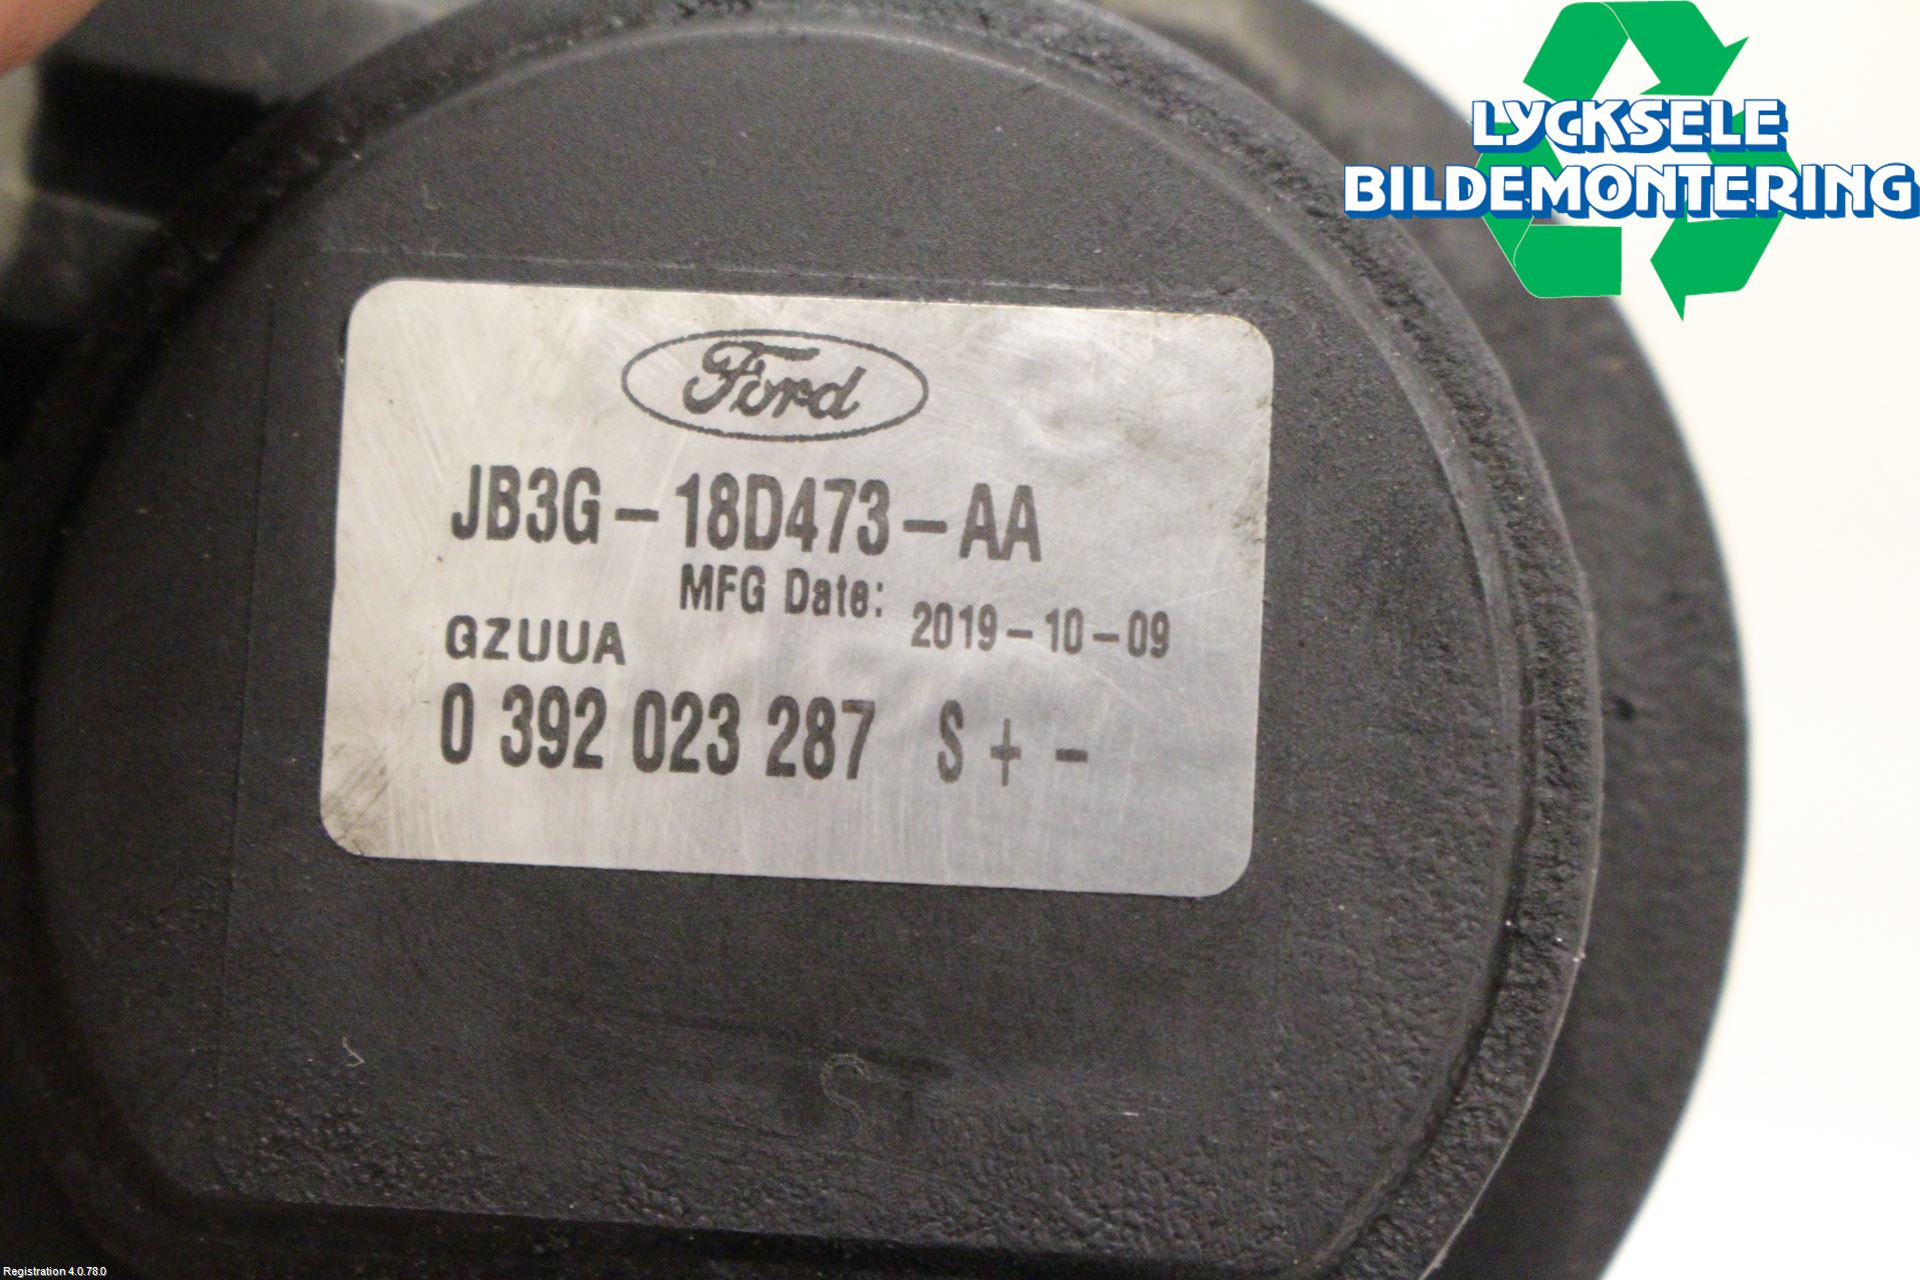 LYCKSELE
BILDEMONTERING
Ford
JB3G-18D473-AA
MFG Date: 2019-10-09
GZUUA
0 392 023 287 S + -
Registration 4.0.78.0